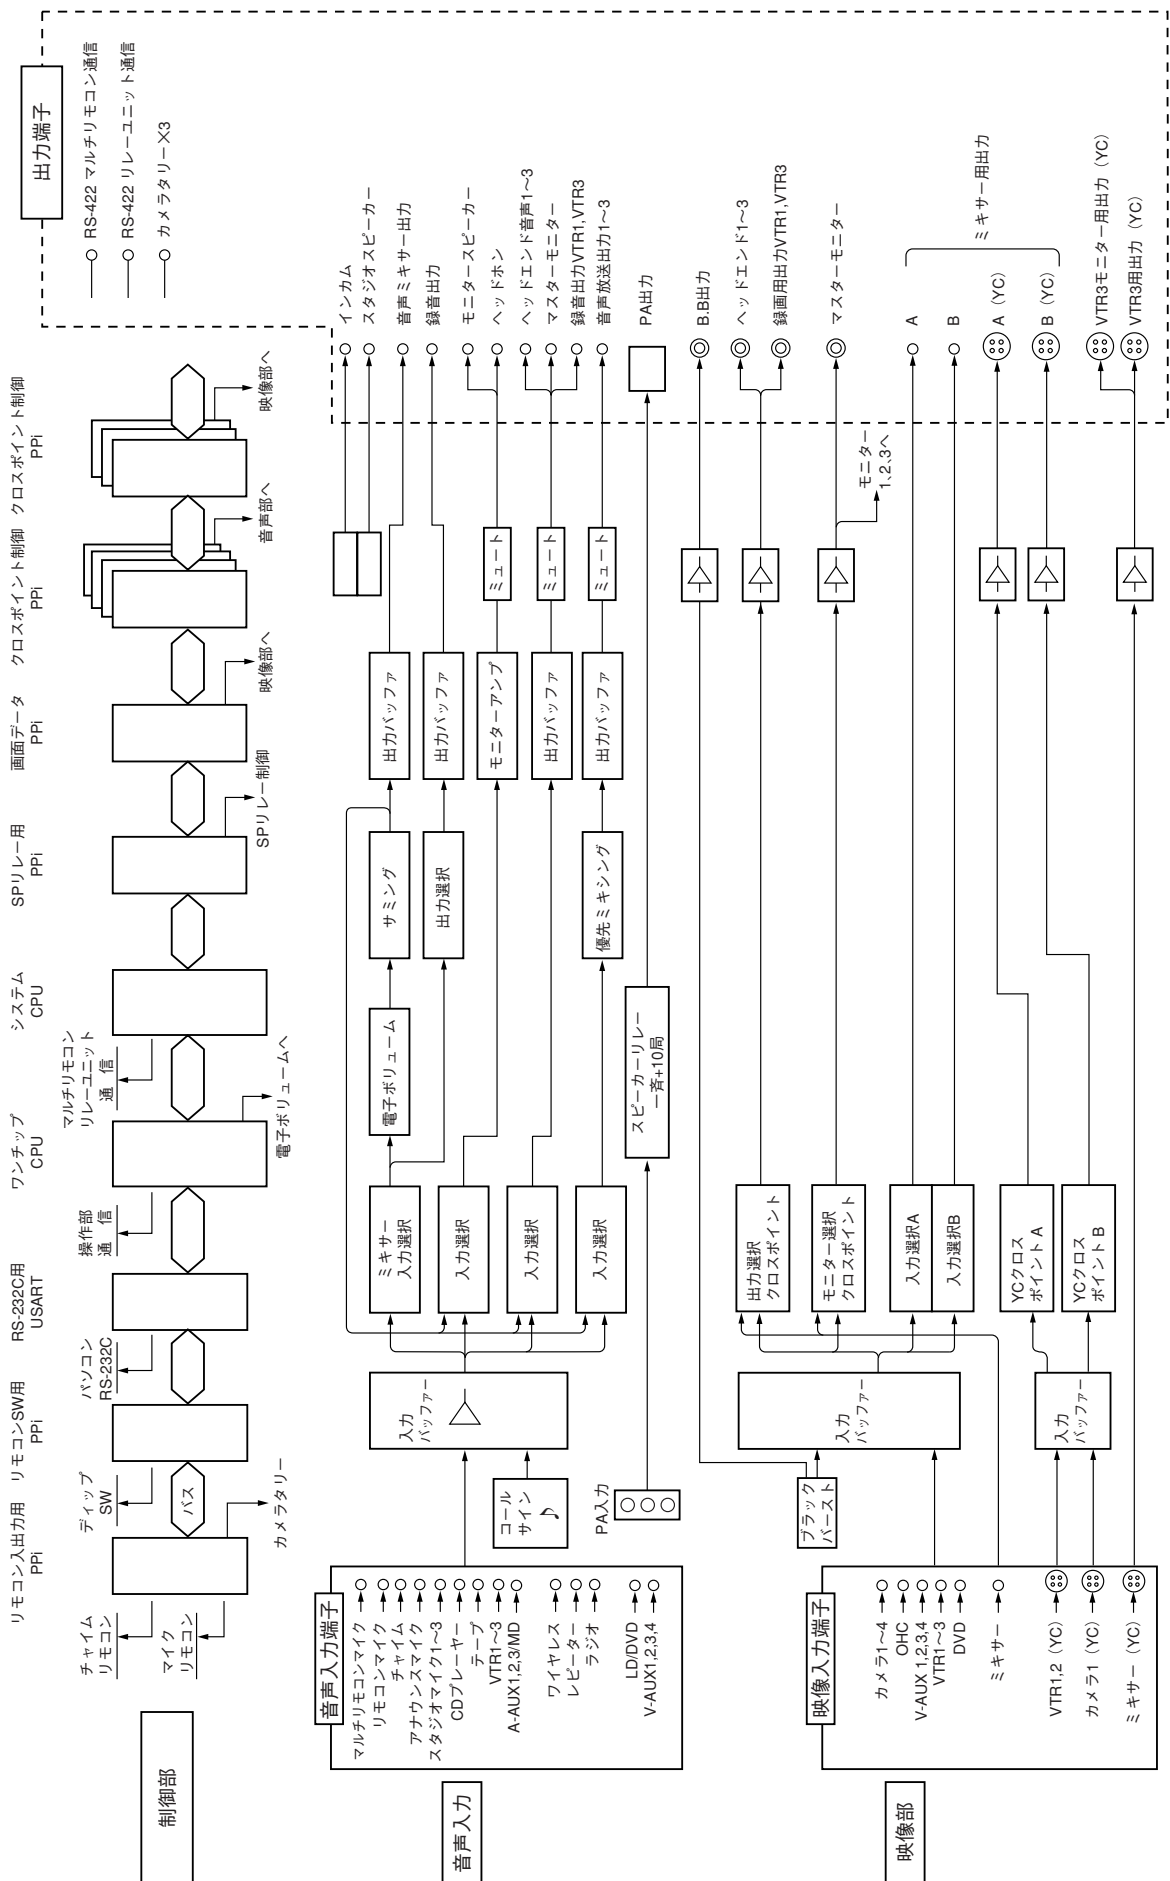 制御部
チャイム
リモコン
マイク
リモコン
リモコン入出力用
PPi
カメラタリー
バス
ディップ
SW
リモコンSW用
PPi
パソコン
RS-232C
RS-232C用
USART
操作部
通　信
ワンチップ
CPU
電子ボリュームへ
マルチリモコン
リレーユニット
通　信
システム
CPU
SPリレー用
PPi
SPリレー制御
画面データ
PPi
映像部へ
クロスポイント制御
PPi
音声部へ
クロスポイント制御
PPi
映像部へ
出力端子
RS-422 マルチリモコン通信
RS-422 リレーユニット通信
カメラタリー×3
音声入力
音声入力端子
マルチリモコンマイク
リモコンマイク
チャイム
アナウンスマイク
スタジオマイク1〜3
CDプレーヤー
テープ
VTR1〜3
A-AUX1,2,3/MD
ワイヤレス
レピーター
ラジオ
LD/DVD
V-AUX1,2,3,4
コール
サイン
♪
PA入力
入力
バッファー
ミキサー
入力選択
入力選択
入力選択
入力選択
電子ボリューム
サミング
出力選択
優先ミキシング
スピーカーリレー
一斉+10局
出力バッファ
出力バッファ
モニターアンプ
出力バッファ
出力バッファ
ミュート
ミュート
ミュート
インカム
スタジオスピーカー
音声ミキサー出力
録音出力
モニタースピーカー
ヘッドホン
ヘッドエンド音声1〜3
マスターモニター
録音出力VTR1,VTR3
音声放送出力1〜3
PA出力
映像部
映像入力端子
カメラ1〜4
OHC
V-AUX 1,2,3,4
VTR1〜3
DVD
ミキサー
VTR1,2（YC）
カメラ1（YC）
ミキサー（YC）
ブラック
バースト
入力
バッファー
入力
バッファー
出力選択
クロスポイント
モニター選択
クロスポイント
入力選択A
入力選択B
YCクロス
ポイントA
YCクロス
ポイントB
モニター
1、2、3へ
B.B出力
ヘッドエンド1〜3
録画用出力VTR1,VTR3
マスターモニター
A
B
A（YC）
B（YC）
ミキサー用出力
VTR3モニター用出力（YC）
VTR3用出力（YC）